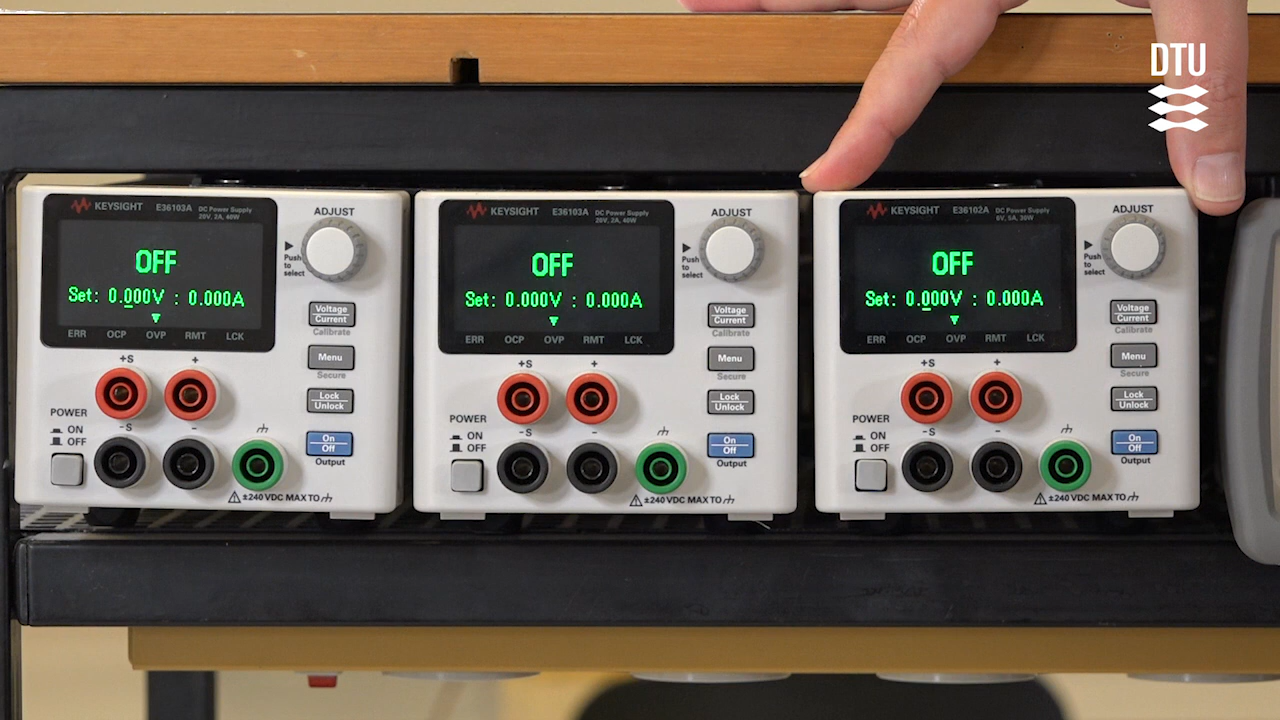 DTU
KEYSIGHT E36103A DC Power Supply
20V, 2A, 40W
ADJUST
OFF
Push
to
select
Set: 0.000V : 0.000A
Voltage
Current
Calibrate
ERR OCP OVP RMT LCK
Menu
Secure
+S +
Lock
Unlock
POWER
ON
OFF
-S -
On
Off
Output
±240 VDC MAX TO
KEYSIGHT E36103A DC Power Supply
20V, 2A, 40W
ADJUST
OFF
Push
to
select
Set: 0.000V : 0.000A
Voltage
Current
Calibrate
ERR OCP OVP RMT LCK
Menu
Secure
+S +
Lock
Unlock
POWER
ON
OFF
-S -
On
Off
Output
±240 VDC MAX TO
KEYSIGHT E36102A DC Power Supply
6V, 5A, 30W
ADJUST
OFF
Push
to
select
Set: 0.000V : 0.000A
Voltage
Current
Calibrate
ERR OCP OVP RMT LCK
Menu
Secure
+S +
Lock
Unlock
POWER
ON
OFF
-S -
On
Off
Output
±240 VDC MAX TO